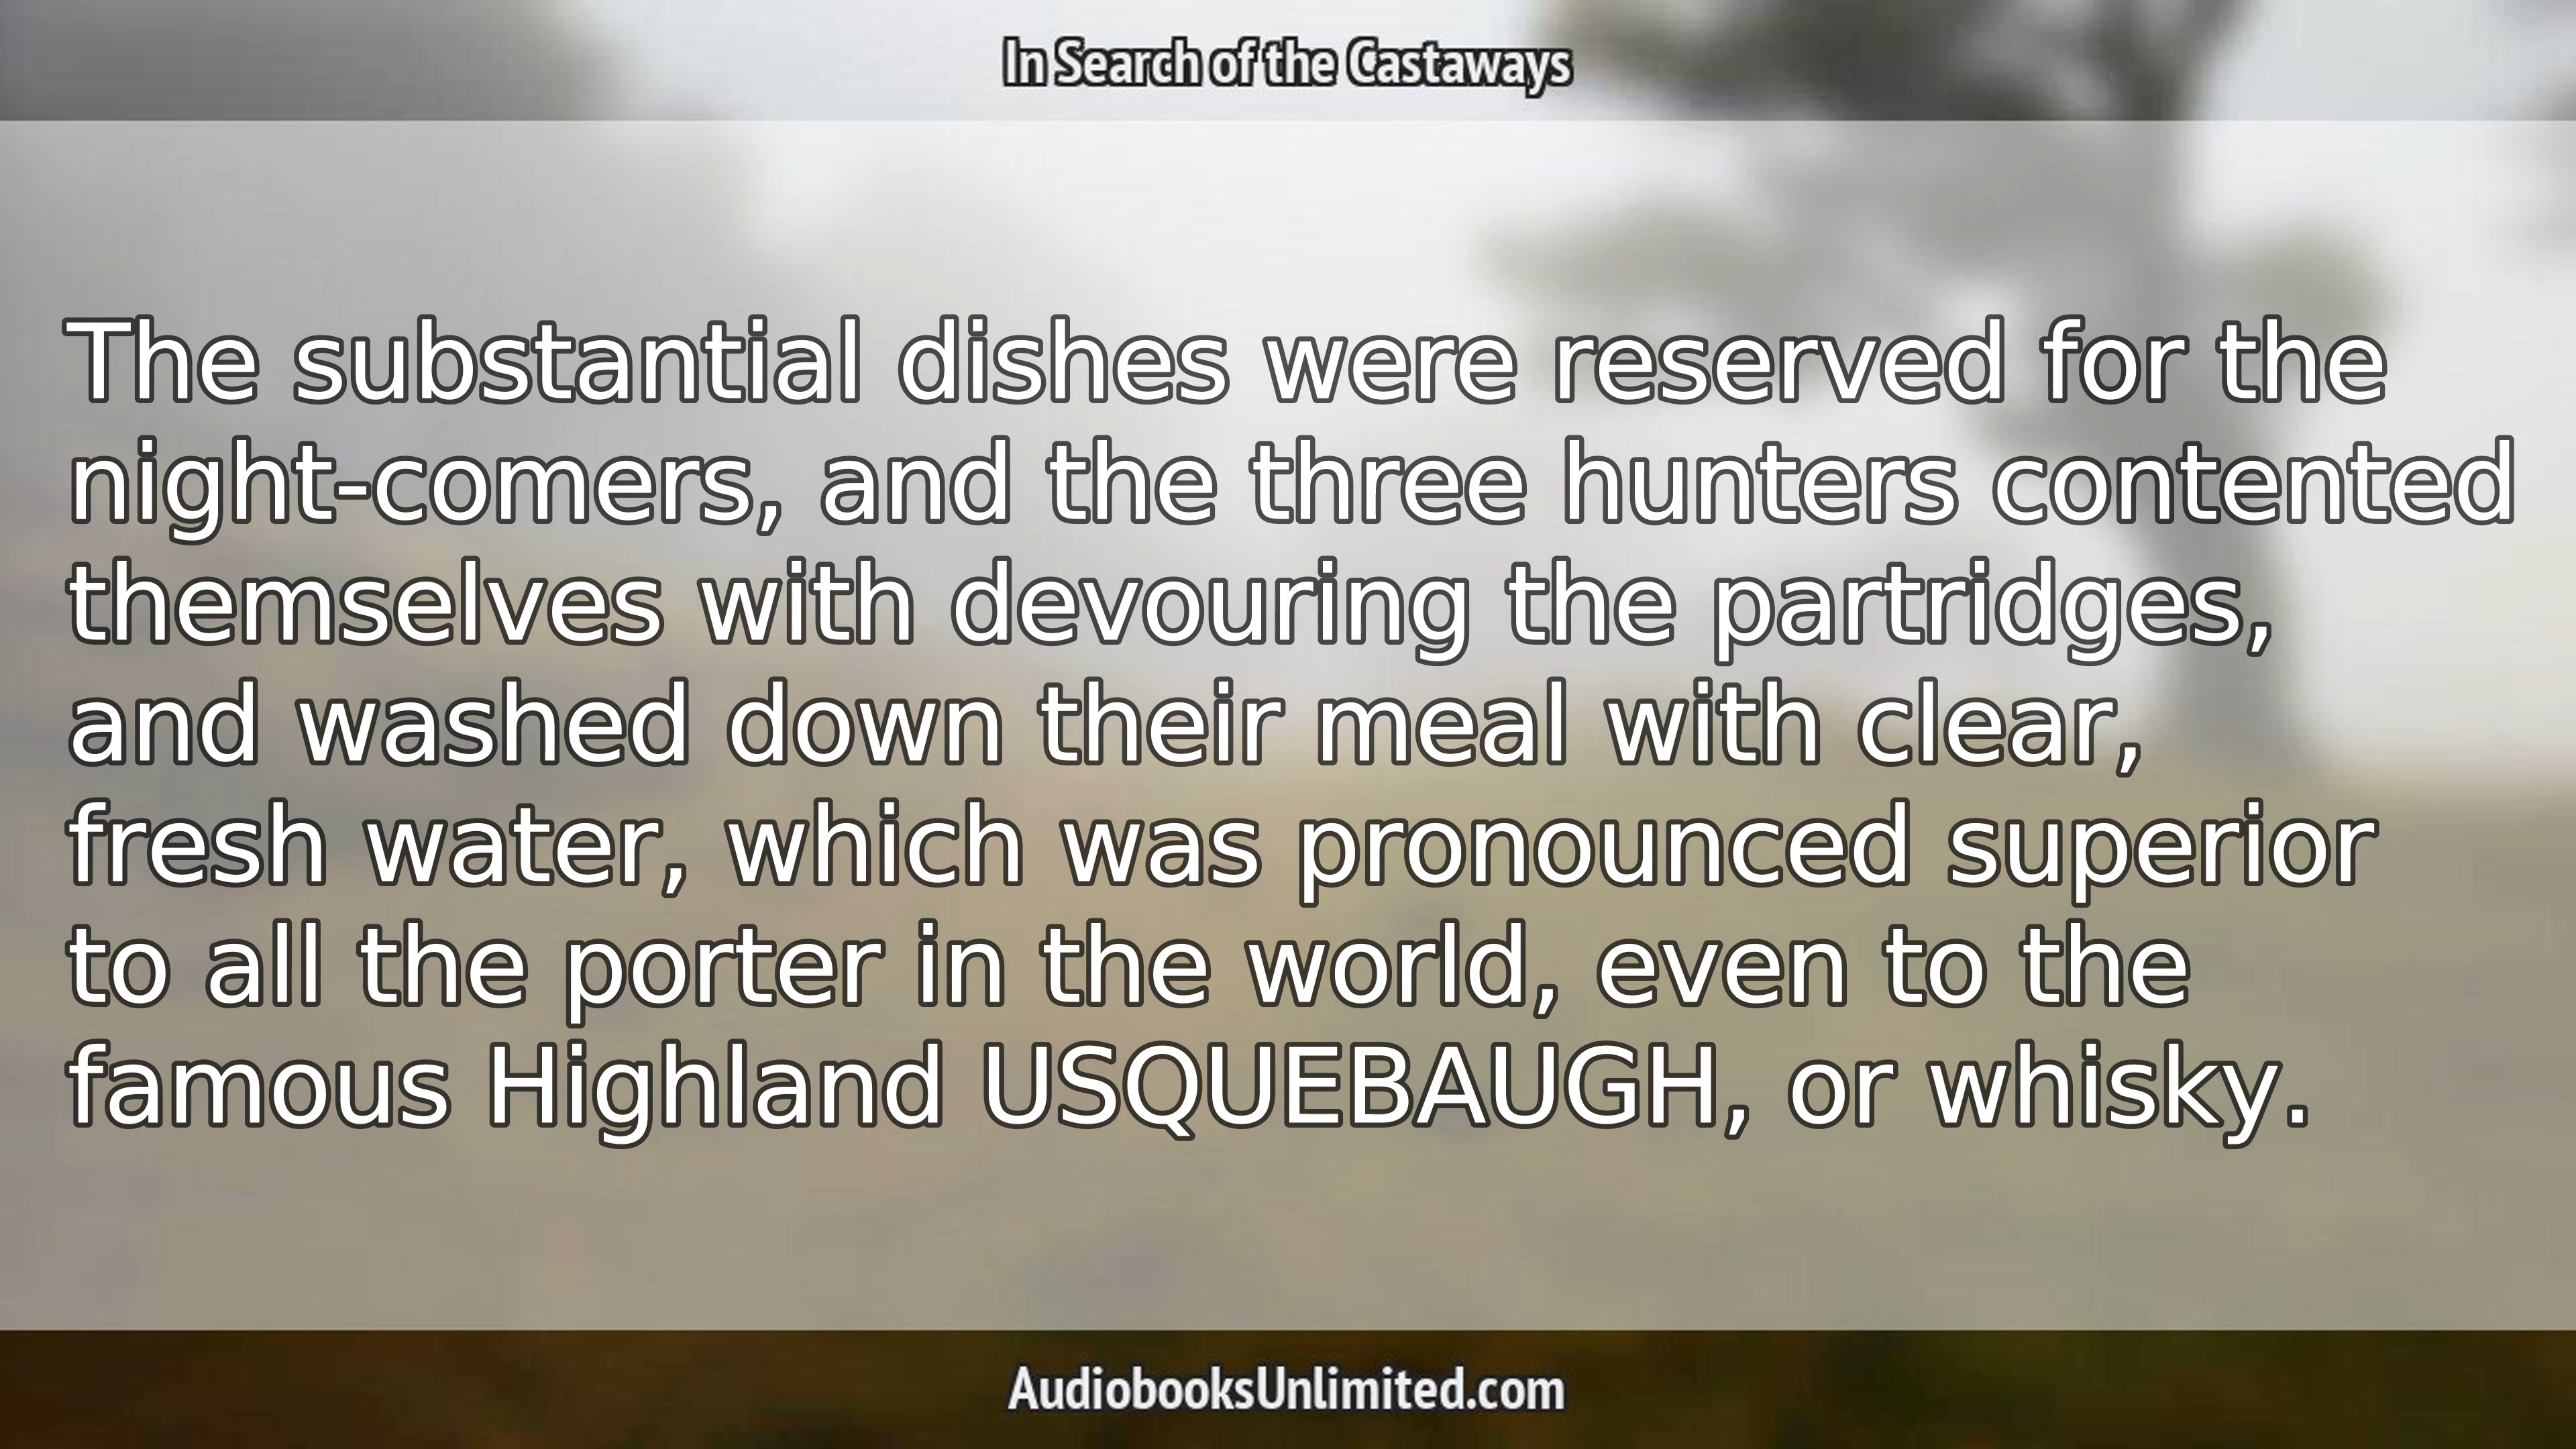 In Search of the Castaways
The substantial dishes were reserved for the
night-comers, and the three hunters contented
themselves with devouring the partridges,
and washed down their meal with clear,
fresh water, which was pronounced superior
to all the porter in the world, even to the
famous Highland USQUEBAUGH, or whisky.
AudiobooksUnlimited.com